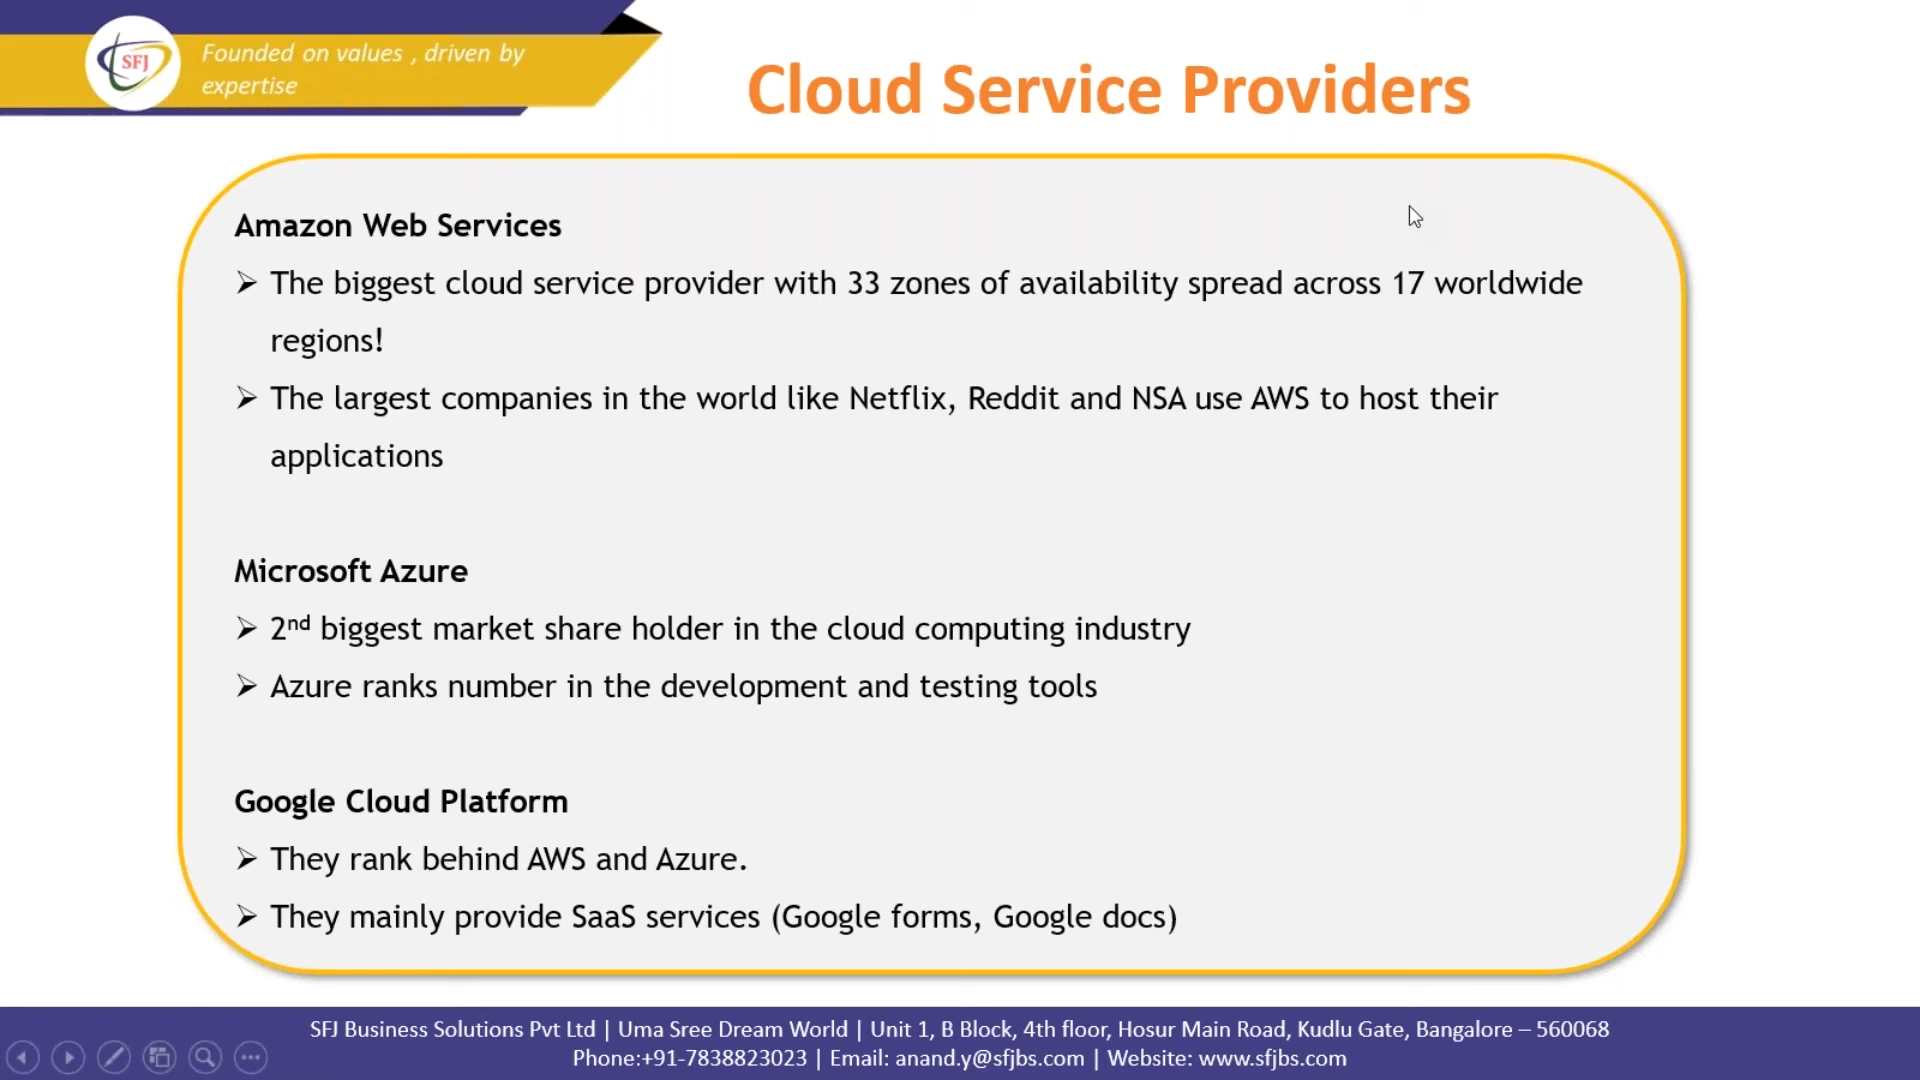 SFJ
Founded on values , driven by
expertise
Cloud Service Providers
Amazon Web Services
➢ The biggest cloud service provider with 33 zones of availability spread across 17 worldwide
regions!
➢ The largest companies in the world like Netflix, Reddit and NSA use AWS to host their
applications
Microsoft Azure
➢ 2nd biggest market share holder in the cloud computing industry
➢ Azure ranks number in the development and testing tools
Google Cloud Platform
➢ They rank behind AWS and Azure.
➢ They mainly provide SaaS services (Google forms, Google docs)
SFJ Business Solutions Pvt Ltd | Uma Sree Dream World | Unit 1, B Block, 4th floor, Hosur Main Road, Kudlu Gate, Bangalore – 560068
Phone:+91-7838823023 | Email: anand.y@sfjbs.com | Website: www.sfjbs.com